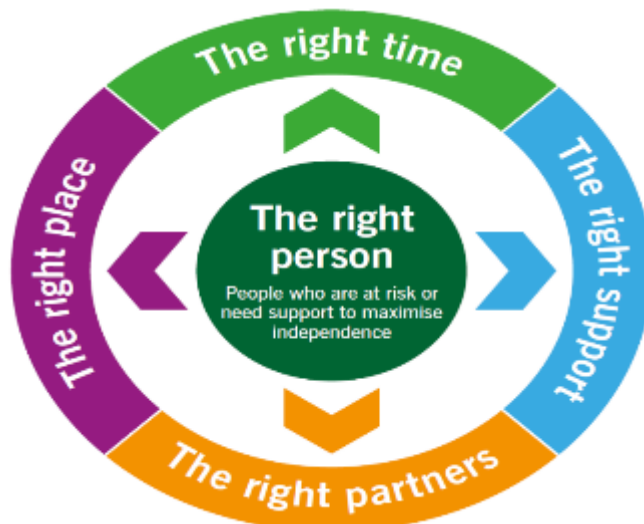 The right time
The right place
The right person
People who are at risk or
need support to maximise
independence
The right support
The right partners